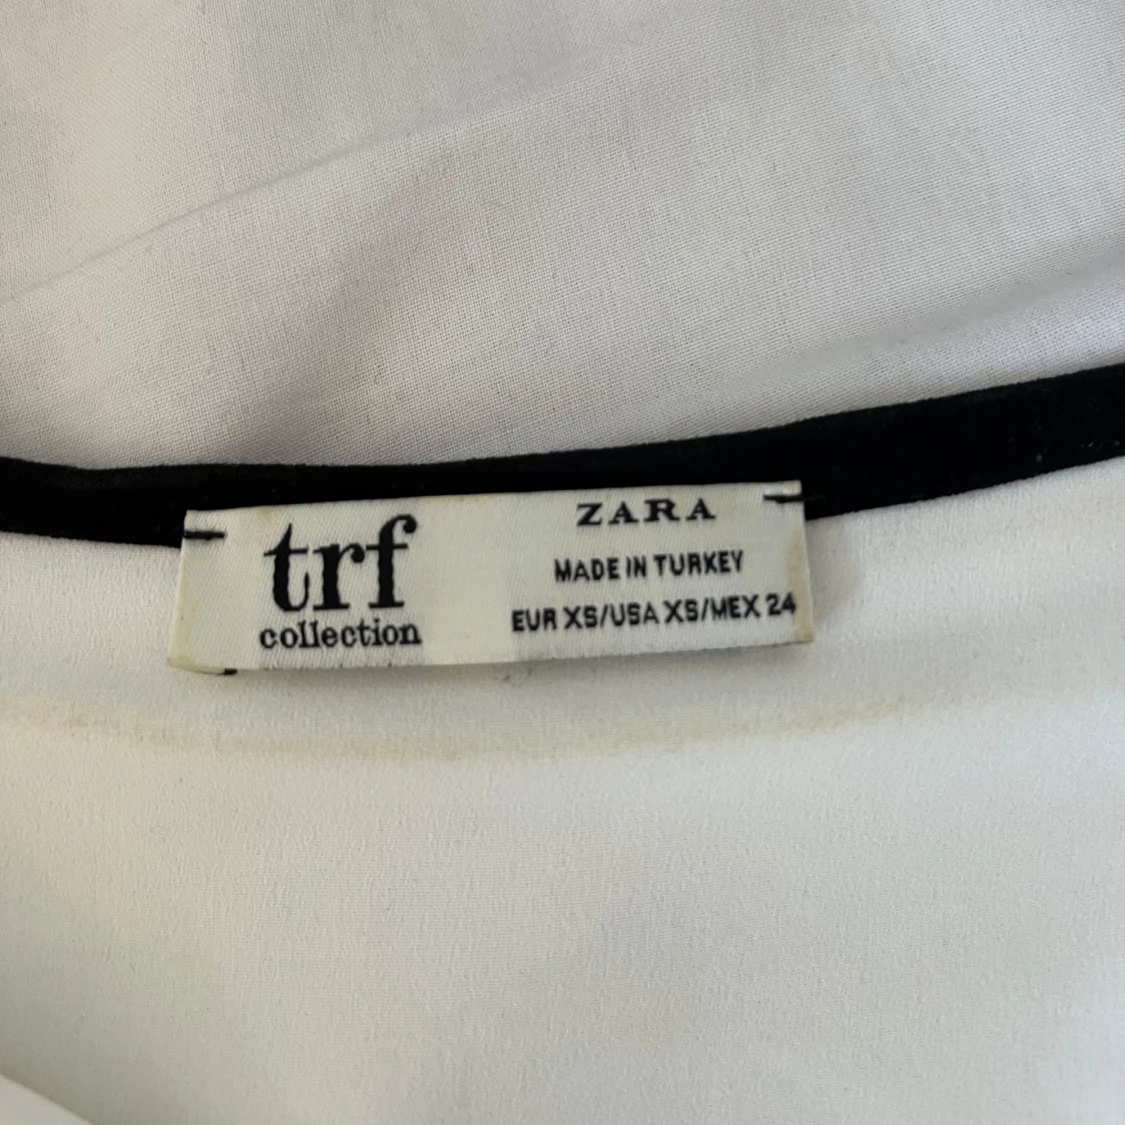 trf
collection
ZARA
MADE IN TURKEY
EUR XS/USA XS/MEX 24